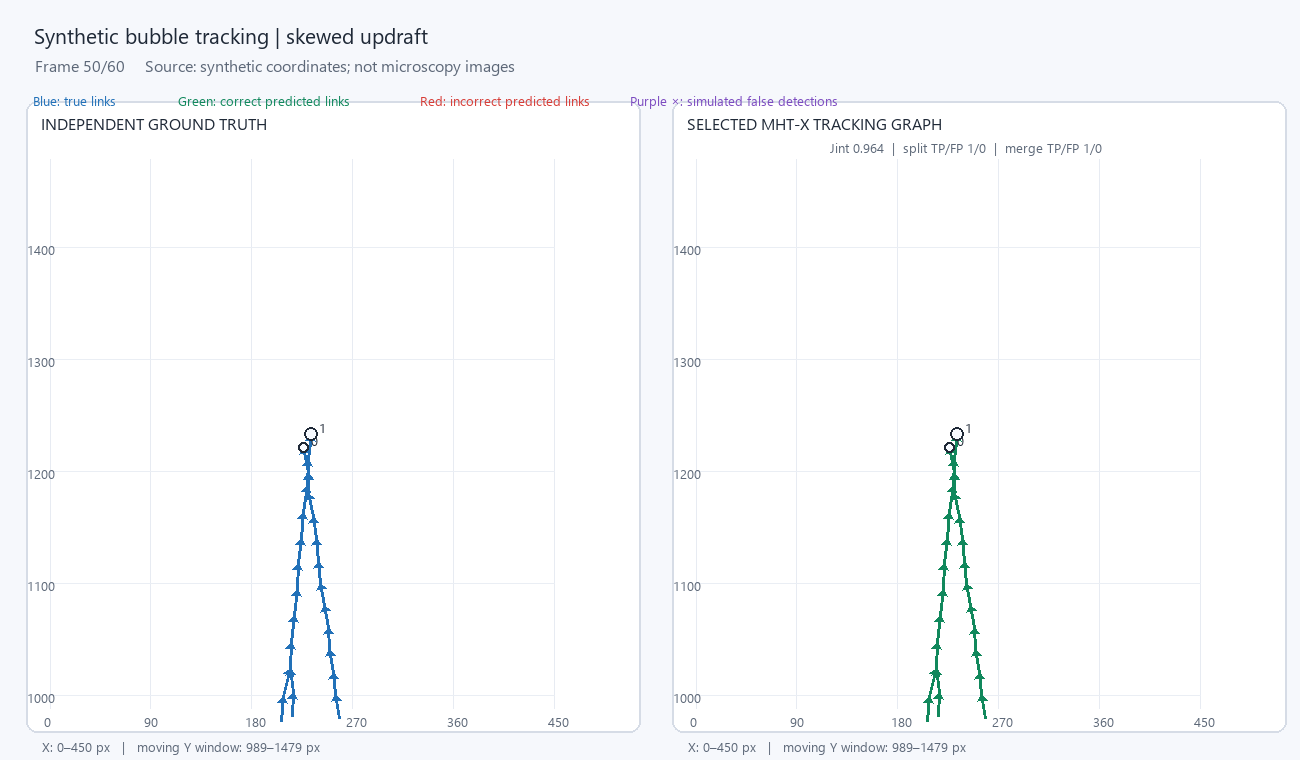 Synthetic bubble tracking | skewed updraft
Frame 50/60 Source: synthetic coordinates; not microscopy images
Blue: true links Green: correct predicted links Red: incorrect predicted links Purple ×: simulated false detections
INDEPENDENT GROUND TRUTH
1400
1300
1200
1100
1000
1
0
0 90 180 270 360 450
X: 0–450 px | moving Y window: 989–1479 px
SELECTED MHT-X TRACKING GRAPH
Jint 0.964 | split TP/FP 1/0 | merge TP/FP 1/0
1400
1300
1200
1100
1000
1
0
0 90 180 270 360 450
X: 0–450 px | moving Y window: 989–1479 px